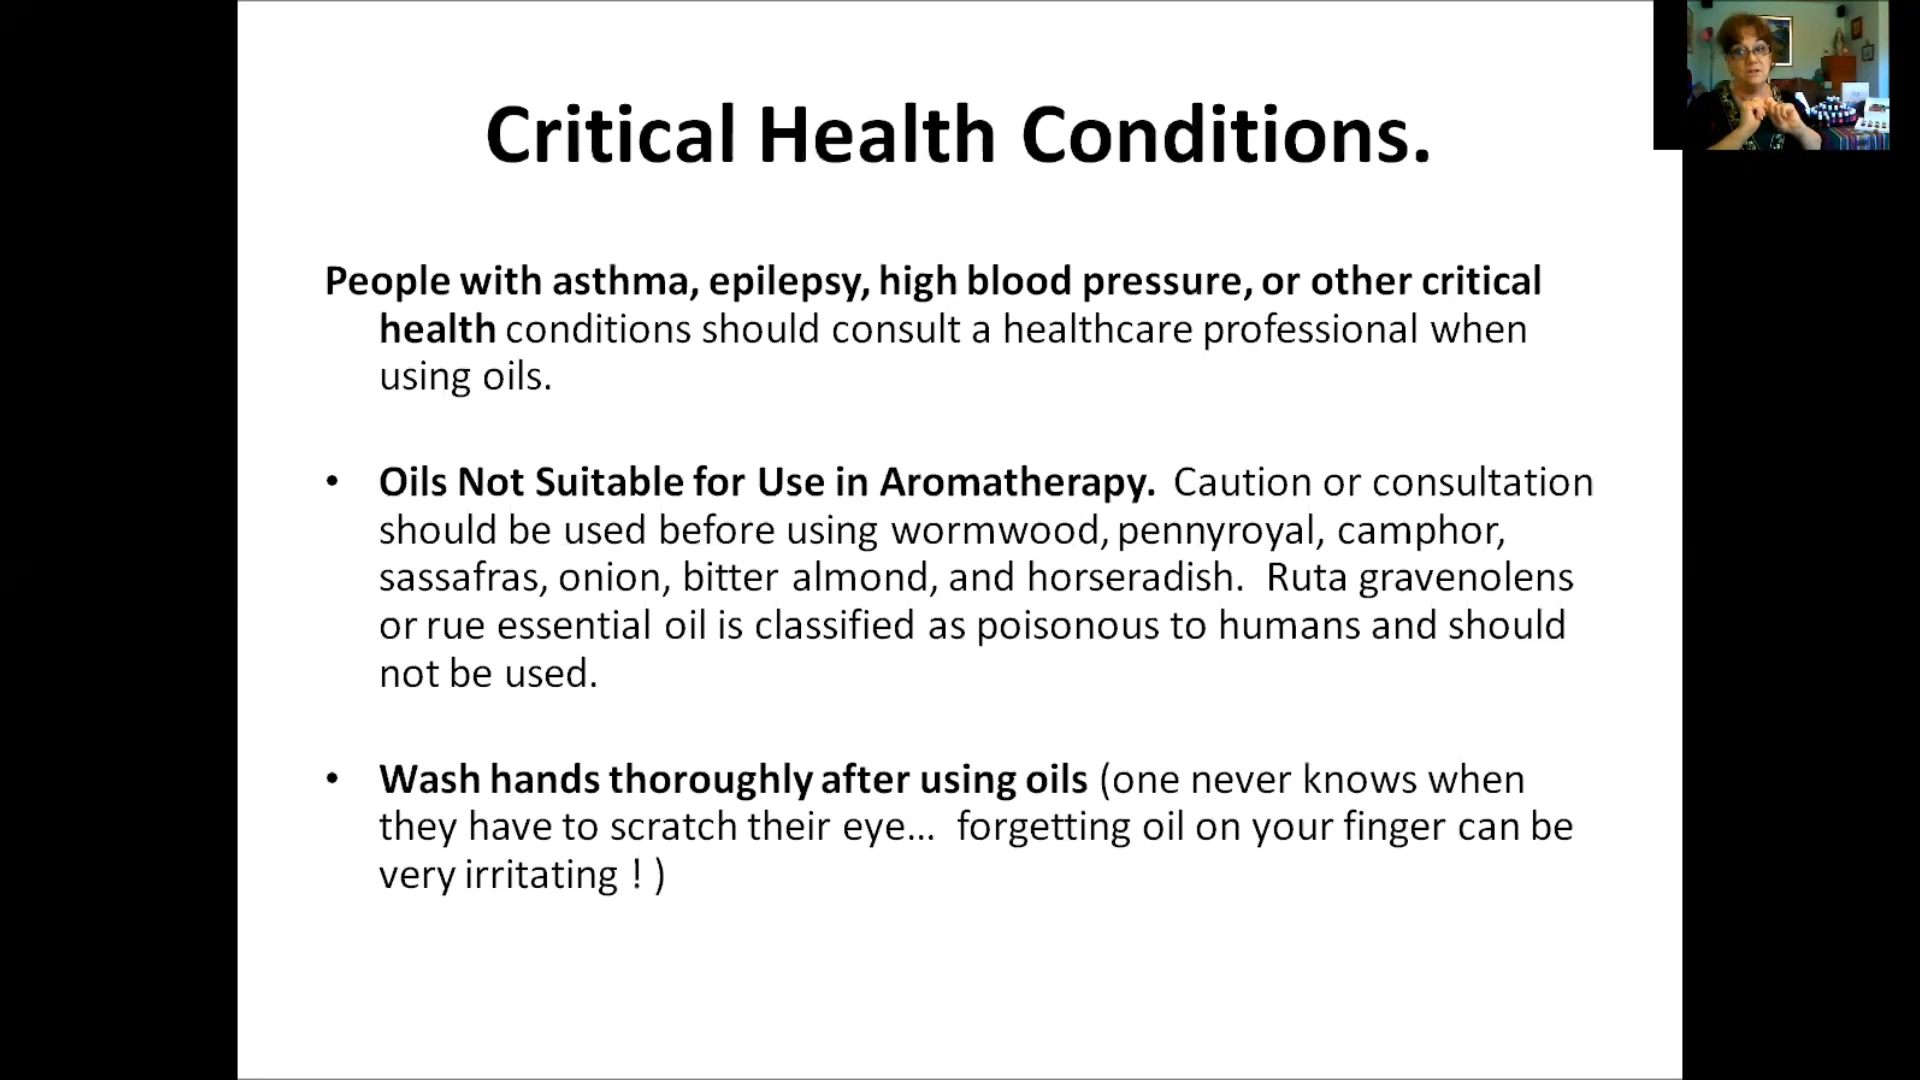 Critical Health Conditions.
People with asthma, epilepsy, high blood pressure, or other critical
health conditions should consult a healthcare professional when
using oils.
• Oils Not Suitable for Use in Aromatherapy. Caution or consultation
should be used before using wormwood, pennyroyal, camphor,
sassafras, onion, bitter almond, and horseradish. Ruta gravenolens
or rue essential oil is classified as poisonous to humans and should
not be used.
• Wash hands thoroughly after using oils (one never knows when
they have to scratch their eye... forgetting oil on your finger can be
very irritating ! )